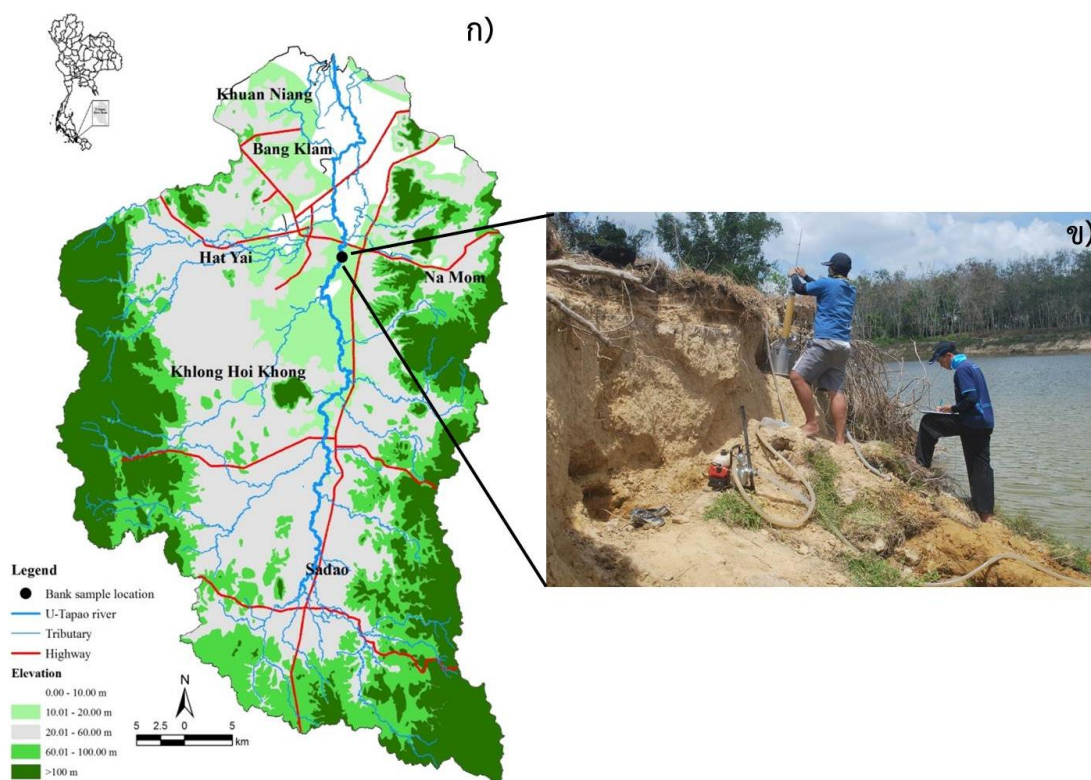 ก)
Khuan Niang
Bang Klam
Hat Yai
Na Mom
Khlong Hoi Khong
Sadao
Legend
Bank sample location
U-Tapao river
Tributary
Highway
Elevation
0.00 - 10.00 m
10.01 - 20.00 m
20.01 - 60.00 m
60.01 - 100.00 m
>100 m
N
5 2.5 0 5
km
ข)